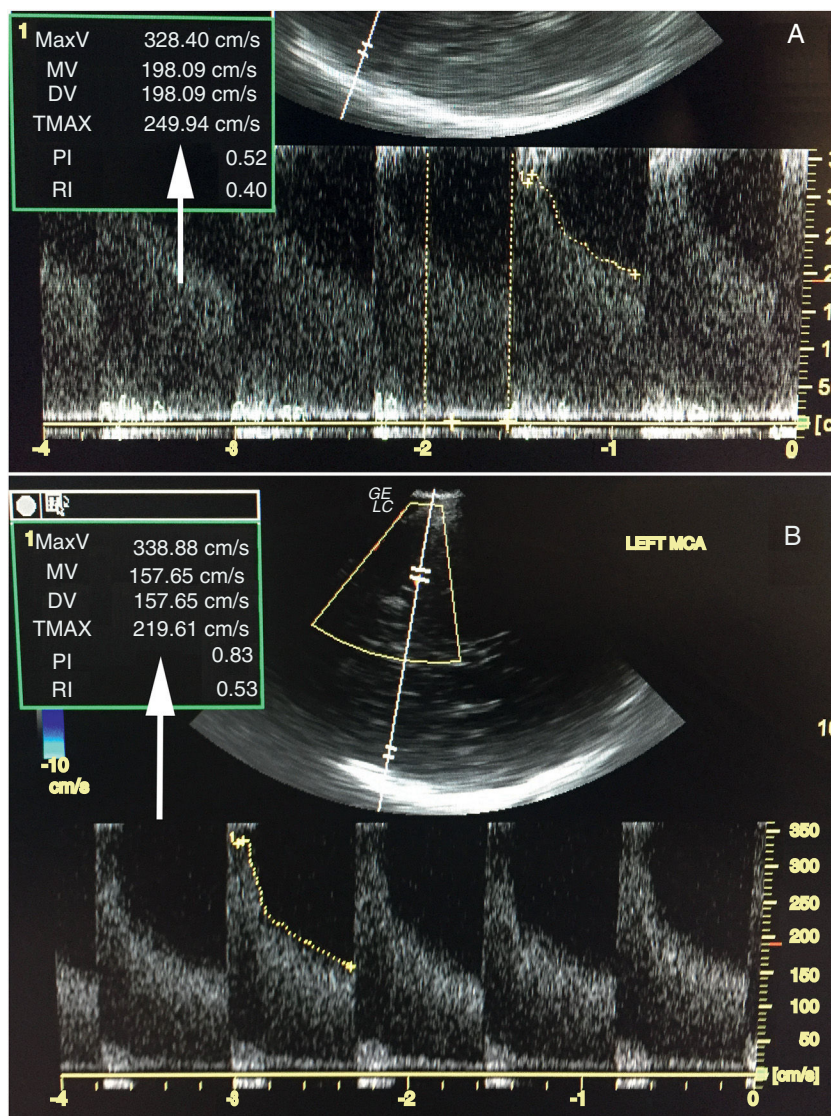 A
1 MaxV 328.40 cm/s
MV 198.09 cm/s
DV 198.09 cm/s
TMAX 249.94 cm/s
PI 0.52
RI 0.40
5
-4 -3 -2 -1 0
GE
LC
LEFT MCA
B
1 MaxV 338.88 cm/s
MV 157.65 cm/s
DV 157.65 cm/s
TMAX 219.61 cm/s
PI 0.83
RI 0.53
-10
cm/s
350
300
250
200
150
100
50
[cm/s]
-4 -3 -2 -1 0